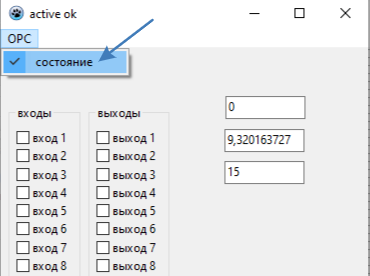 active ok
OPC
состояние
входы выходы
0
9,320163727
15
вход 1 выход 1
вход 2 выход 2
вход 3 выход 3
вход 4 выход 4
вход 5 выход 5
вход 6 выход 6
вход 7 выход 7
вход 8 выход 8